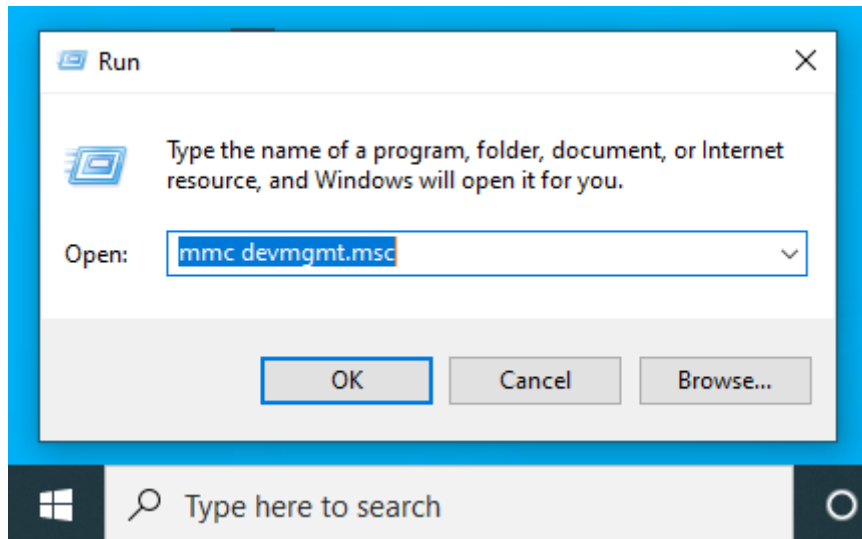 Run
Type the name of a program, folder, document, or Internet
resource, and Windows will open it for you.
Open:
mmc devmgmt.msc
OK
Cancel
Browse...
Type here to search